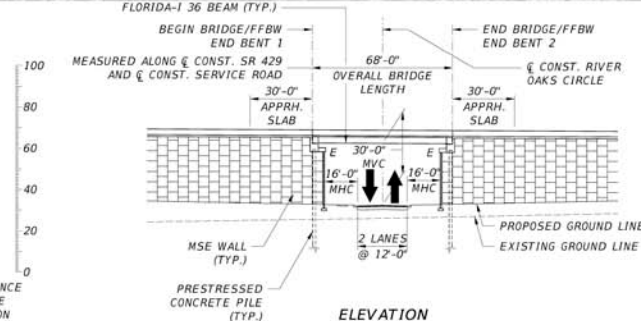 FLORIDA-I 36 BEAM (TYP.)
BEGIN BRIDGE/FFBW
END BENT 1
MEASURED ALONG ℄ CONST. SR 429
AND ℄ CONST. SERVICE ROAD
68'-0"
OVERALL BRIDGE
LENGTH
END BRIDGE/FFBW
END BENT 2
℄ CONST. RIVER
OAKS CIRCLE
30'-0"
APPRH.
SLAB
30'-0"
APPRH.
SLAB
100
80
60
40
20
0
E
E
30'-0"
MVC
16'-0"
MHC
16'-0"
MHC
2 LANES
@ 12'-0"
MSE WALL
(TYP.)
PROPOSED GROUND LINE
EXISTING GROUND LINE
PRESTRESSED
CONCRETE PILE
(TYP.)
ELEVATION
NCE
E
ON